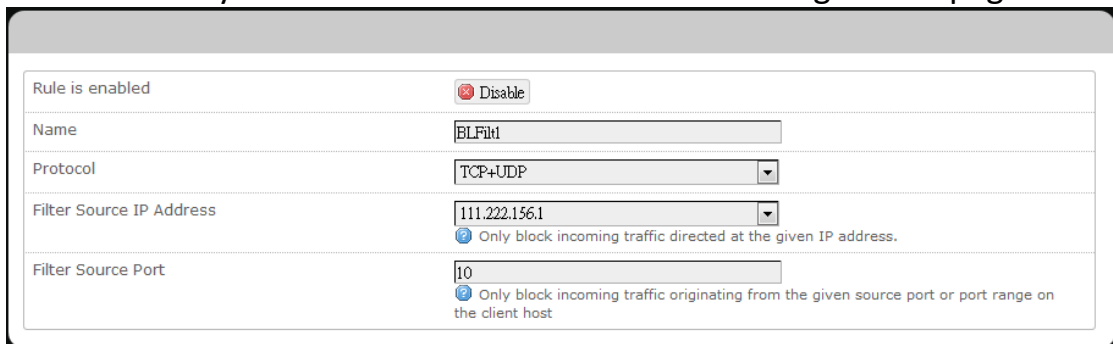 Rule is enabled
Disable
Name
BLFilt1
Protocol
TCP+UDP
Filter Source IP Address
111.222.156.1
Only block incoming traffic directed at the given IP address.
Filter Source Port
10
Only block incoming traffic originating from the given source port or port range on
the client host